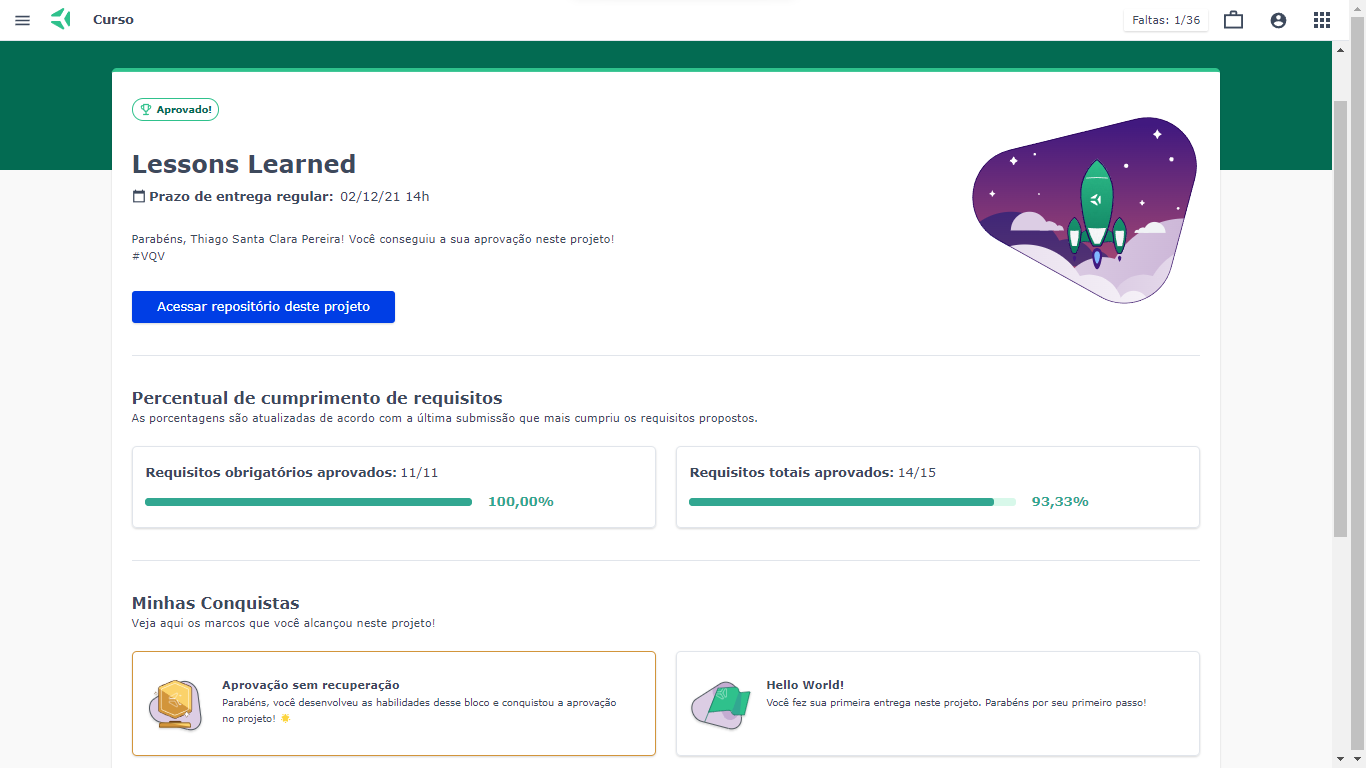 Curso
Faltas: 1/36
Aprovado!
Lessons Learned
Prazo de entrega regular: 02/12/21 14h
Parabéns, Thiago Santa Clara Pereira! Você conseguiu a sua aprovação neste projeto!
#VQV
Acessar repositório deste projeto
Percentual de cumprimento de requisitos
As porcentagens são atualizadas de acordo com a última submissão que mais cumpriu os requisitos propostos.
Requisitos obrigatórios aprovados: 11/11
100,00%
Requisitos totais aprovados: 14/15
93,33%
Minhas Conquistas
Veja aqui os marcos que você alcançou neste projeto!
Aprovação sem recuperação
Parabéns, você desenvolveu as habilidades desse bloco e conquistou a aprovação
no projeto! 🌟
Hello World!
Você fez sua primeira entrega neste projeto. Parabéns por seu primeiro passo!